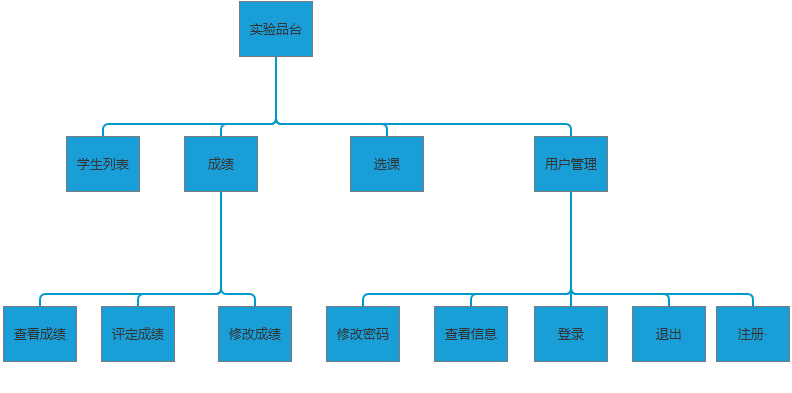 实验品台
学生列表
成绩
选课
用户管理
查看成绩
评定成绩
修改成绩
修改密码
查看信息
登录
退出
注册